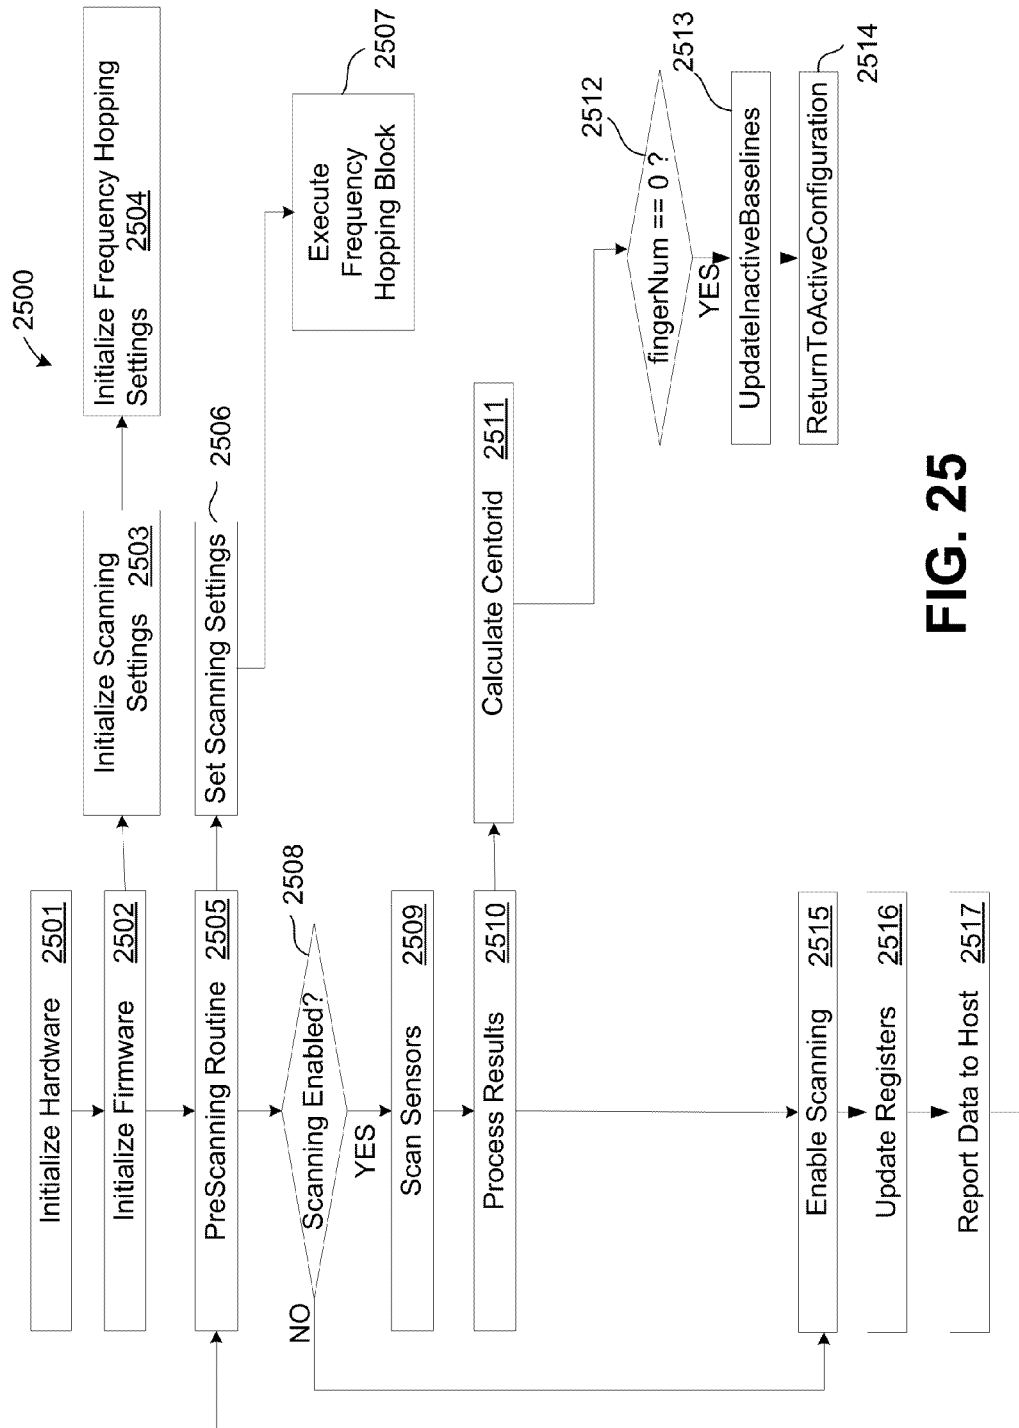 2500
Initialize Hardware 2501
Initialize Firmware 2502
Initialize Scanning
Settings 2503
Initialize Frequency Hopping
Settings 2504
PreScanning Routine 2505
Set Scanning Settings
2506
Execute
Frequency
Hopping Block
2507
Scanning Enabled?
2508
NO
YES
Scan Sensors 2509
Process Results 2510
Calculate Centorid 2511
fingerNum == 0 ?
2512
YES
UpdateInactiveBaselines
2513
ReturnToActiveConfiguration
2514
Enable Scanning 2515
Update Registers 2516
Report Data to Host 2517
FIG. 25